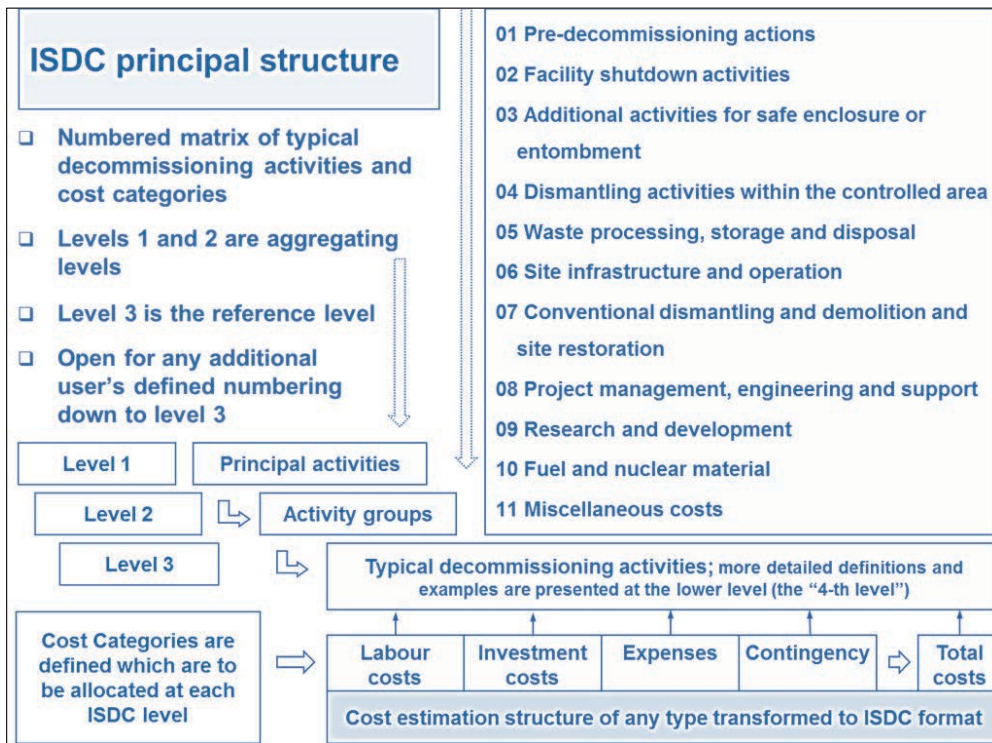 ISDC principal structure
❑ Numbered matrix of typical
decommissioning activities and
cost categories
❑ Levels 1 and 2 are aggregating
levels
❑ Level 3 is the reference level
❑ Open for any additional
user's defined numbering
down to level 3
01 Pre-decommissioning actions
02 Facility shutdown activities
03 Additional activities for safe enclosure or
entombment
04 Dismantling activities within the controlled area
05 Waste processing, storage and disposal
06 Site infrastructure and operation
07 Conventional dismantling and demolition and
site restoration
08 Project management, engineering and support
09 Research and development
10 Fuel and nuclear material
11 Miscellaneous costs
Level 1
Principal activities
Level 2
Activity groups
Level 3
Typical decommissioning activities; more detailed definitions and
examples are presented at the lower level (the “4-th level”)
Cost Categories are
defined which are to
be allocated at each
ISDC level
Labour
costs
Investment
costs
Expenses
Contingency
Total
costs
Cost estimation structure of any type transformed to ISDC format